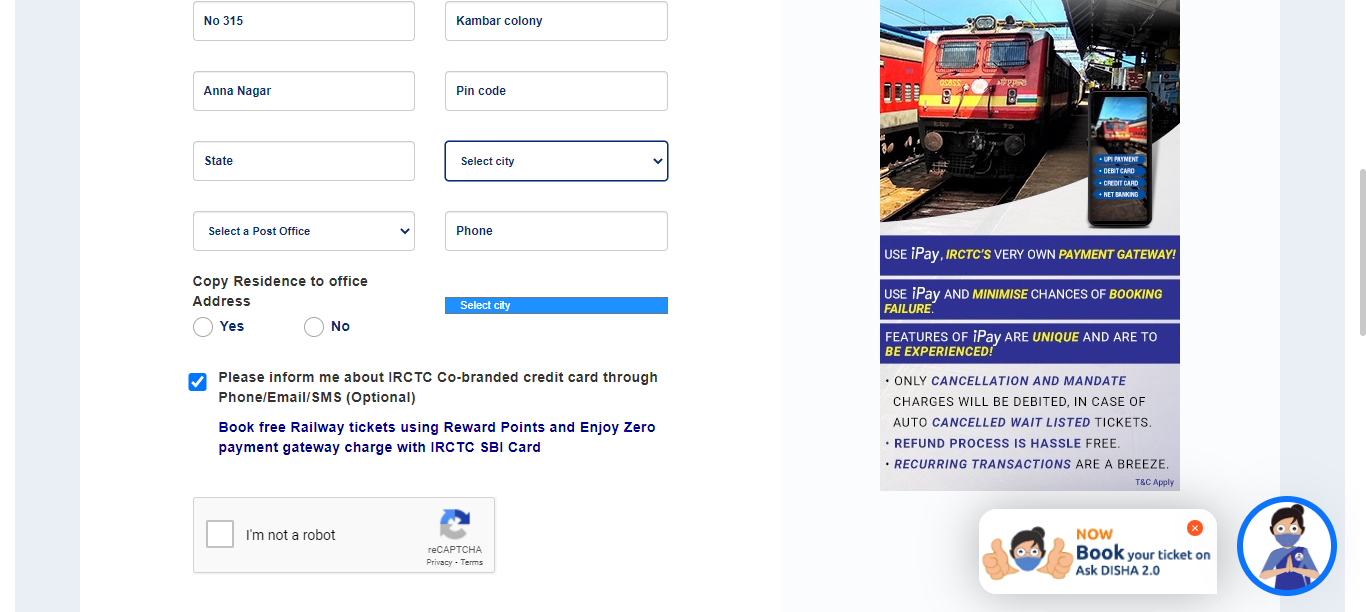 No 315
Kambar colony
Anna Nagar
Pin code
State
Select city
Select a Post Office
Phone
Copy Residence to office
Address
Select city
Yes
No
Please inform me about IRCTC Co-branded credit card through
Phone/Email/SMS (Optional)
Book free Railway tickets using Reward Points and Enjoy Zero
payment gateway charge with IRCTC SBI Card
I'm not a robot
reCAPTCHA
Privacy - Terms
• UPI PAYMENT
• DEBIT CARD
• CREDIT CARD
• NET BANKING
USE iPay, IRCTC'S VERY OWN PAYMENT GATEWAY!
USE iPay AND MINIMISE CHANCES OF BOOKING
FAILURE.
FEATURES OF iPay ARE UNIQUE AND ARE TO
BE EXPERIENCED!
• ONLY CANCELLATION AND MANDATE
CHARGES WILL BE DEBITED, IN CASE OF
AUTO CANCELLED WAIT LISTED TICKETS.
• REFUND PROCESS IS HASSLE FREE.
• RECURRING TRANSACTIONS ARE A BREEZE.
T&C Apply
NOW
Book your ticket on
Ask DISHA 2.0